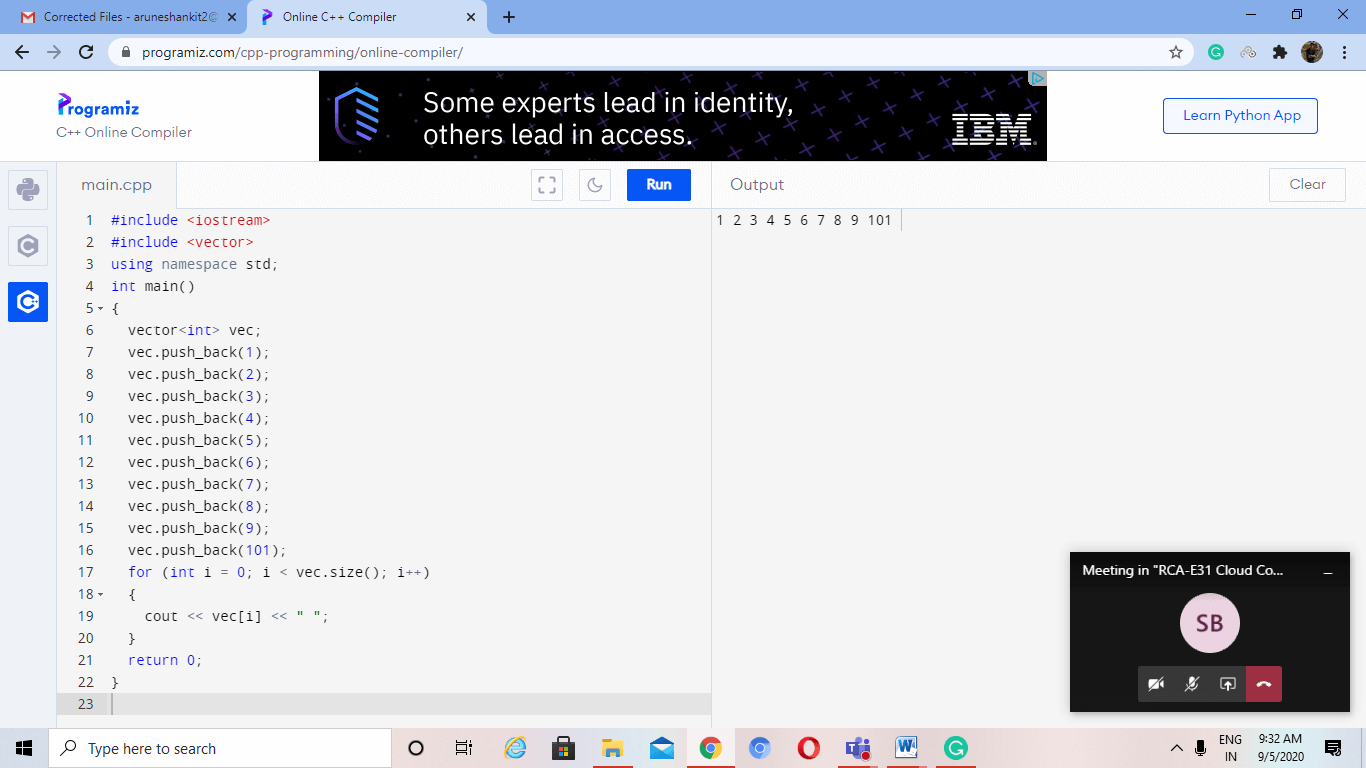 Corrected Files - aruneshankit2@
Online C++ Compiler
programiz.com/cpp-programming/online-compiler/
Programiz
C++ Online Compiler
Some experts lead in identity,
others lead in access.
IBM
Learn Python App
main.cpp
Run
Output
Clear
1 #include <iostream>
2 #include <vector>
3 using namespace std;
4 int main()
5 {
6 vector<int> vec;
7 vec.push_back(1);
8 vec.push_back(2);
9 vec.push_back(3);
10 vec.push_back(4);
11 vec.push_back(5);
12 vec.push_back(6);
13 vec.push_back(7);
14 vec.push_back(8);
15 vec.push_back(9);
16 vec.push_back(101);
17 for (int i = 0; i < vec.size(); i++)
18 {
19 cout << vec[i] << " ";
20 }
21 return 0;
22 }
23
1 2 3 4 5 6 7 8 9 101
Meeting in "RCA-E31 Cloud Co...
SB
Type here to search
ENG
IN
9:32 AM
9/5/2020